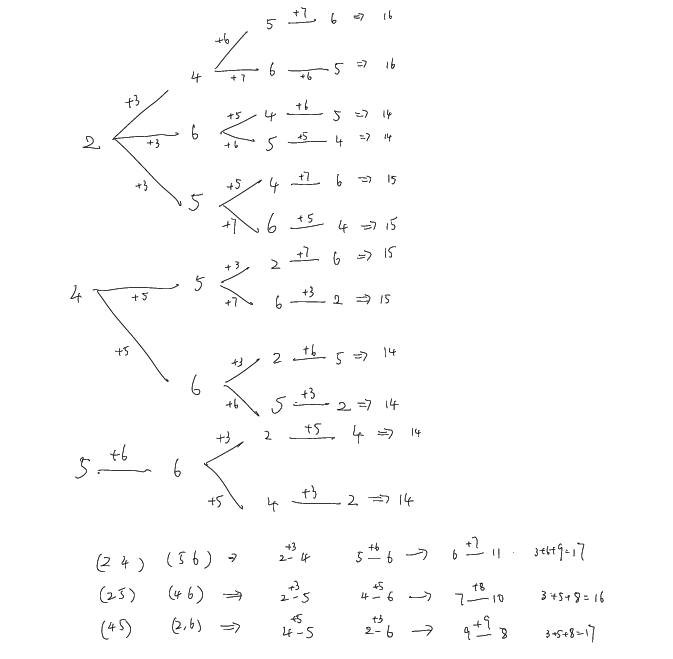 +6 5 +7 6 ⇒ 16
4 +7 6 +6 5 ⇒ 16
+3
2 +3 6 +5 4 +6 5 ⇒ 14
+6 5 +5 4 ⇒ 14
+3 5 +5 4 +7 6 ⇒ 15
+7 6 +5 4 ⇒ 15
4 +5 5 +3 2 +7 6 ⇒ 15
+7 6 +3 2 ⇒ 15
+5 6 +3 2 +6 5 ⇒ 14
+6 5 +3 2 ⇒ 14
5 +6 6 +3 2 +5 4 ⇒ 14
+5 4 +3 2 ⇒ 14
(2 4) (5 6) → 2 +3 4 5 +6 6 → 6 +7 11 . 3+6+9=17
(25) (4 6) ⇒ 2 +3 5 4 +5 6 → 7 +8 10 3+5+8=16
(45) (2,6) ⇒ 4 +5 5 2 +3 6 → 9 +9 8 3+5+8=17